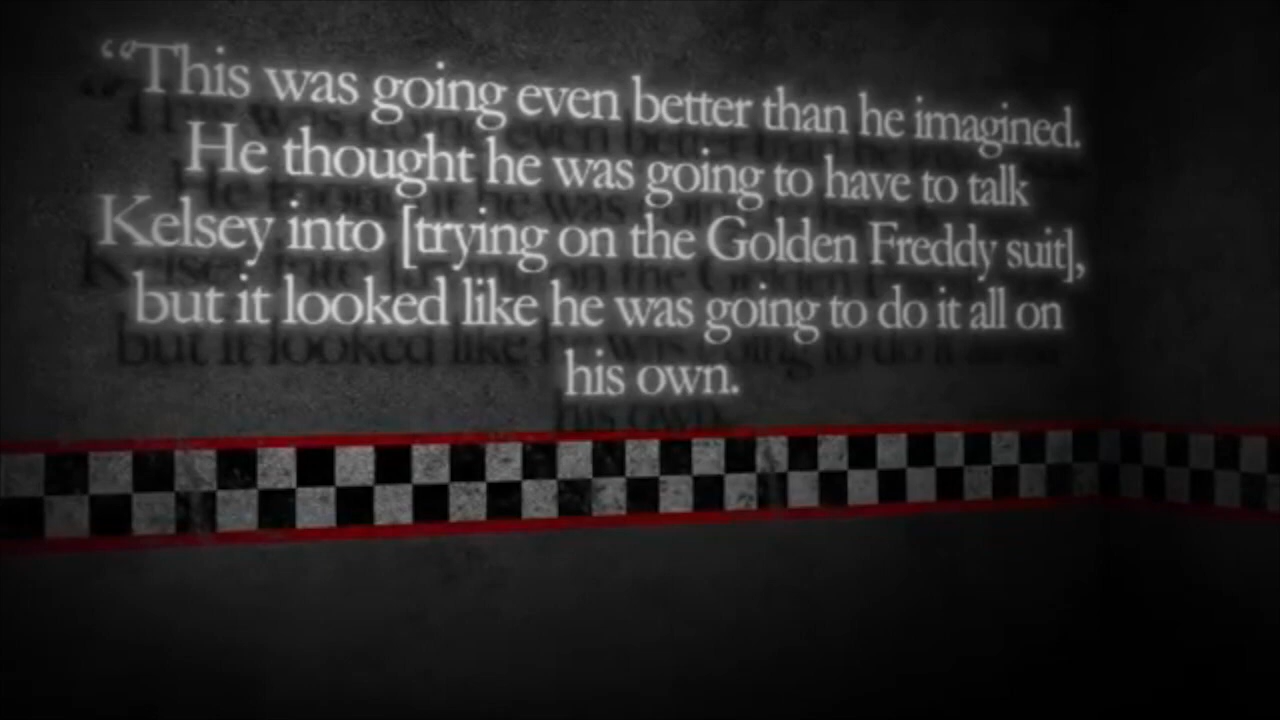 “This was going even better than he imagined.
He thought he was going to have to talk
Kelsey into [trying on the Golden Freddy suit],
but it looked like he was going to do it all on
his own.